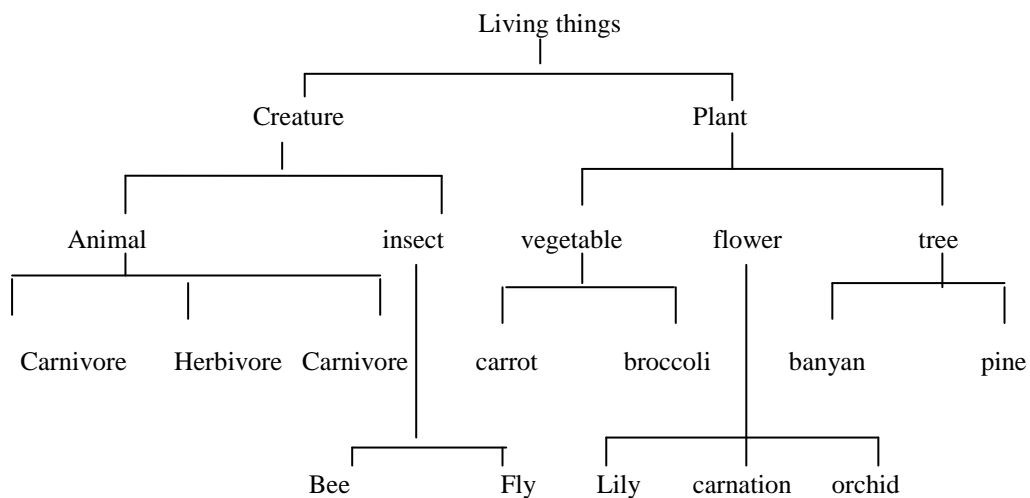 Living things
Creature Plant
Animal insect vegetable flower tree
Carnivore Herbivore Carnivore carrot broccoli banyan pine
Bee Fly Lily carnation orchid